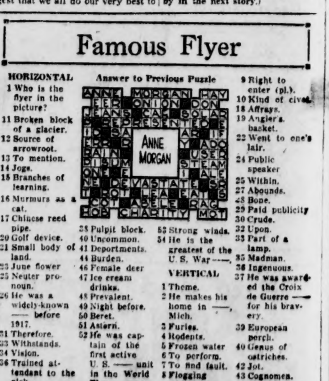 Famous Flyer
HORIZONTAL
1 Who is the
flyer in the
picture?
11 Broken block
of a glacier.
12 Source of
arrowroot.
13 To mention.
14 Jogs.
15 Branches of
learning.
16 Murmurs as a
cat.
17 Chinese reed
pipe.
20 Golf device.
21 Small body of
land.
23 June flower
25 Neuter pro-
noun.
26 He was a
widely-known
—— before
1917.
31 Therefore.
33 Withstands.
34 Vision.
36 Trained at-
tendant to the
Answer to Previous Puzzle
ANNE
MORGAN
38 Pulpit block.
40 Uncommon.
41 Departments.
44 Burden.
46 Female deer
47 Ice cream
drinks.
48 Prevalent.
49 Night before.
50 Beret.
51 Astern.
52 He was cap-
tain of the
first active
U. S. —— unit
in the World
53 Strong winds.
54 He is the
greatest of the
U. S. War ——.
VERTICAL
1 Theme.
2 He makes his
home in ——,
Mich.
3 Furies.
4 Rodents.
5 Frozen water
6 To perform.
7 To find fault.
8 Flogging
9 Right to
enter (pl.).
10 Kind of civet.
18 Affrays.
19 Angler's
basket.
22 Went to one's
lair.
24 Public
speaker
25 Within.
27 Abounds.
28 Bone.
29 Paid publicity
30 Crude.
32 Upon.
33 Part of a
lamp.
35 Madman.
36 Ingenuous.
37 He was award-
ed the Croix
de Guerre ——
for his brav-
ery.
39 European
perch.
40 Genus of
ostriches.
42 Jot.
43 Cognomen.